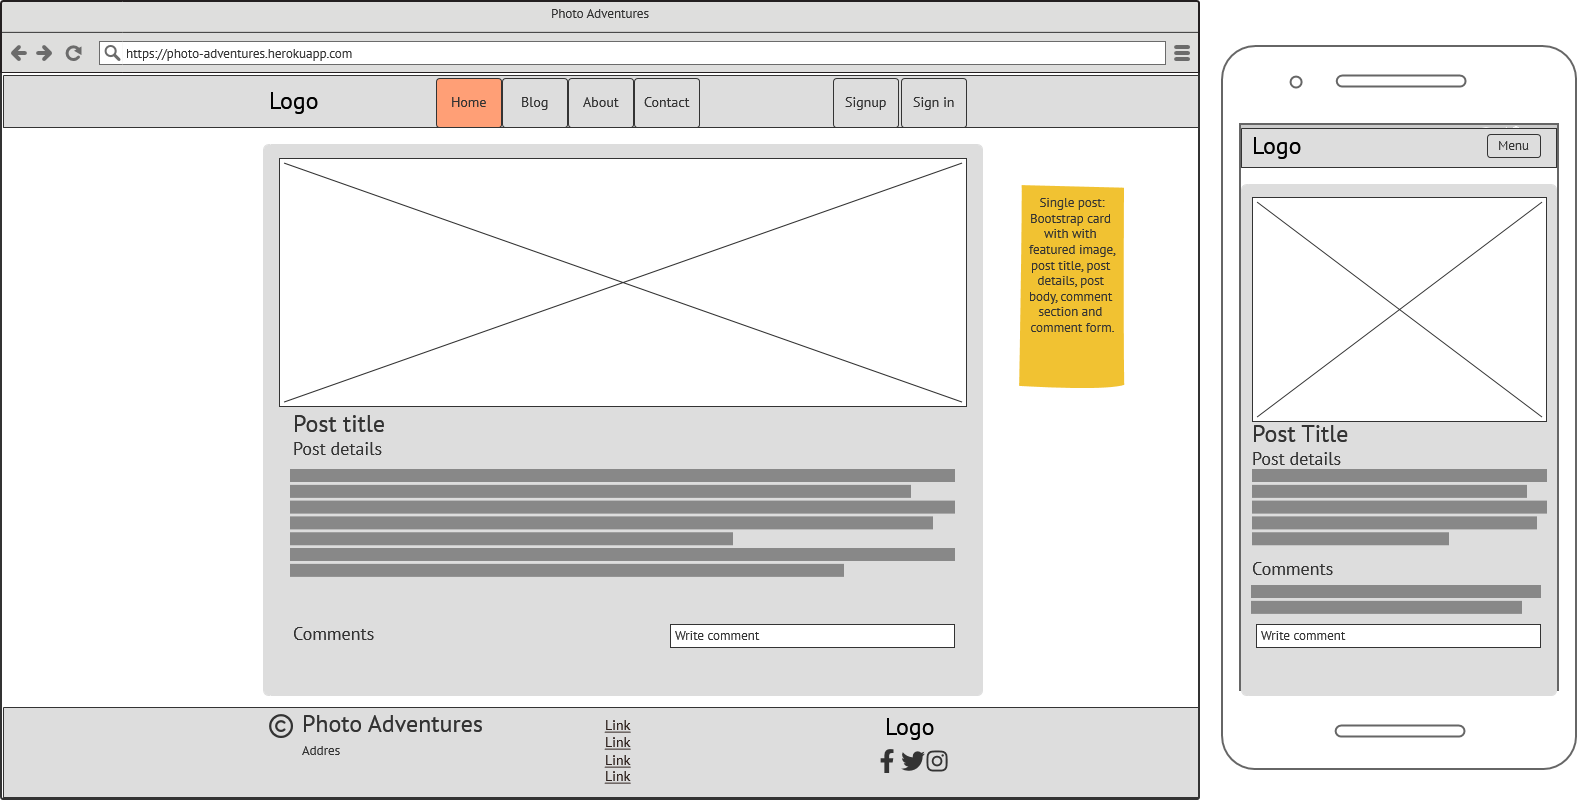 Photo Adventures
https://photo-adventures.herokuapp.com
Logo
Home
Blog
About
Contact
Signup
Sign in
Single post:
Bootstrap card
with with
featured image,
post title, post
details, post
body, comment
section and
comment form.
Post title
Post details
Comments
Write comment
© Photo Adventures
Addres
Link
Link
Link
Link
Logo
Logo
Menu
Post Title
Post details
Comments
Write comment